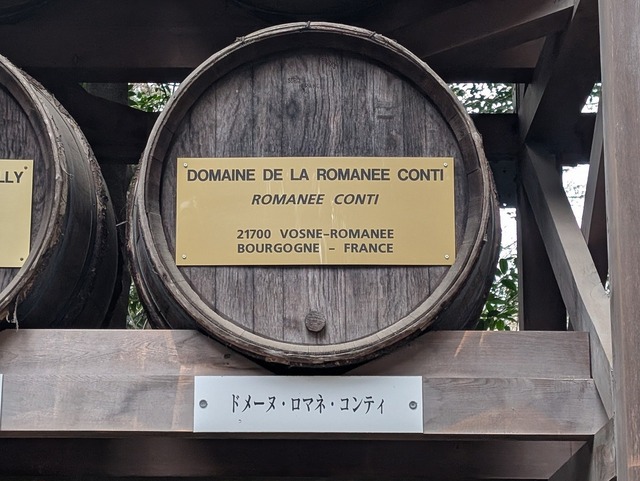 LLY
DOMAINE DE LA ROMANEE CONTI
ROMANEE CONTI
21700 VOSNE-ROMANEE
BOURGOGNE - FRANCE
ドメーヌ・ロマネ・コンティ